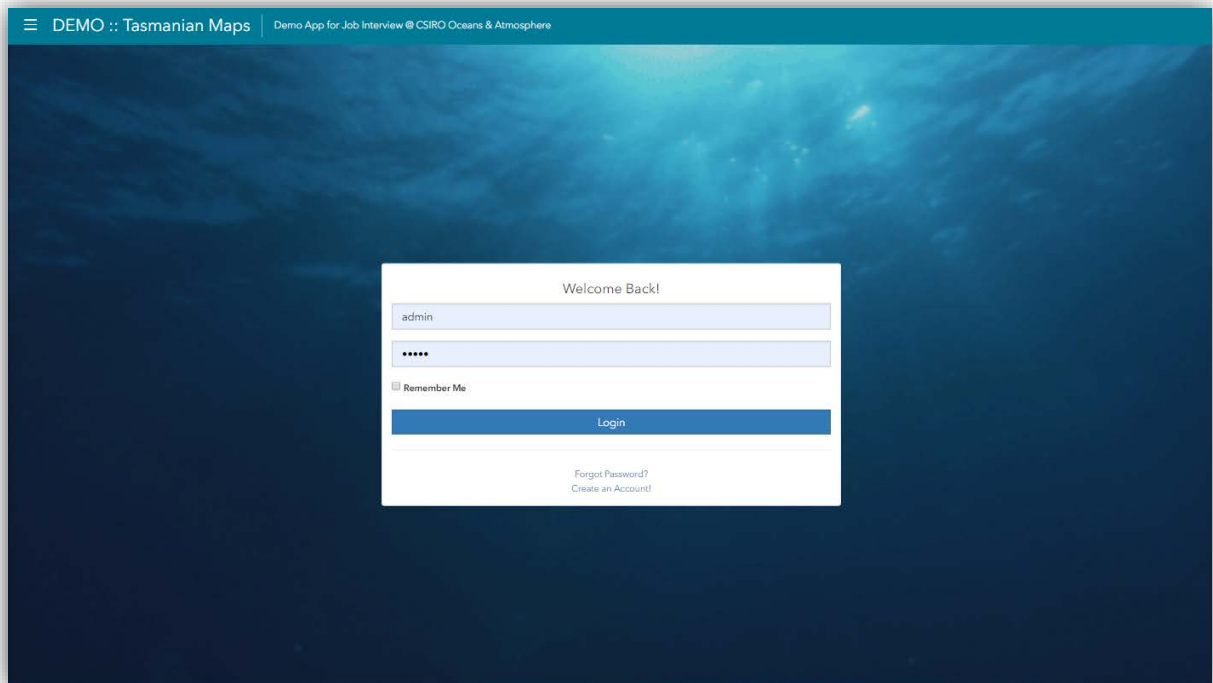 DEMO :: Tasmanian Maps
Demo App for Job Interview @ CSIRO Oceans & Atmosphere
Welcome Back!
admin
•••••
Remember Me
Login
Forgot Password?
Create an Account!